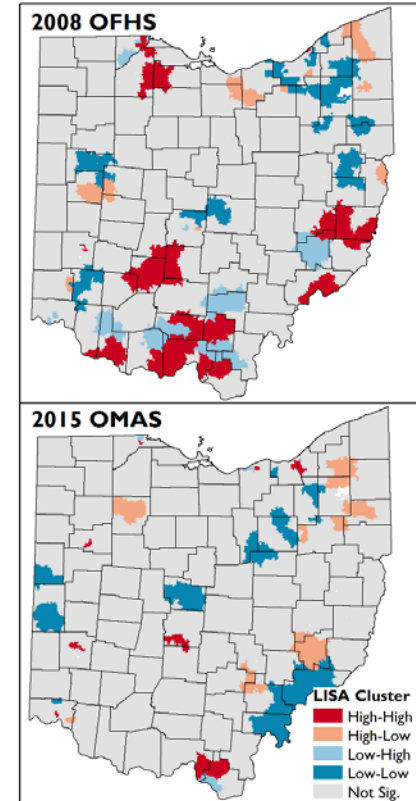 2008 OFHS
2015 OMAS
LISA Cluster
High-High
High-Low
Low-High
Low-Low
Not Sig.